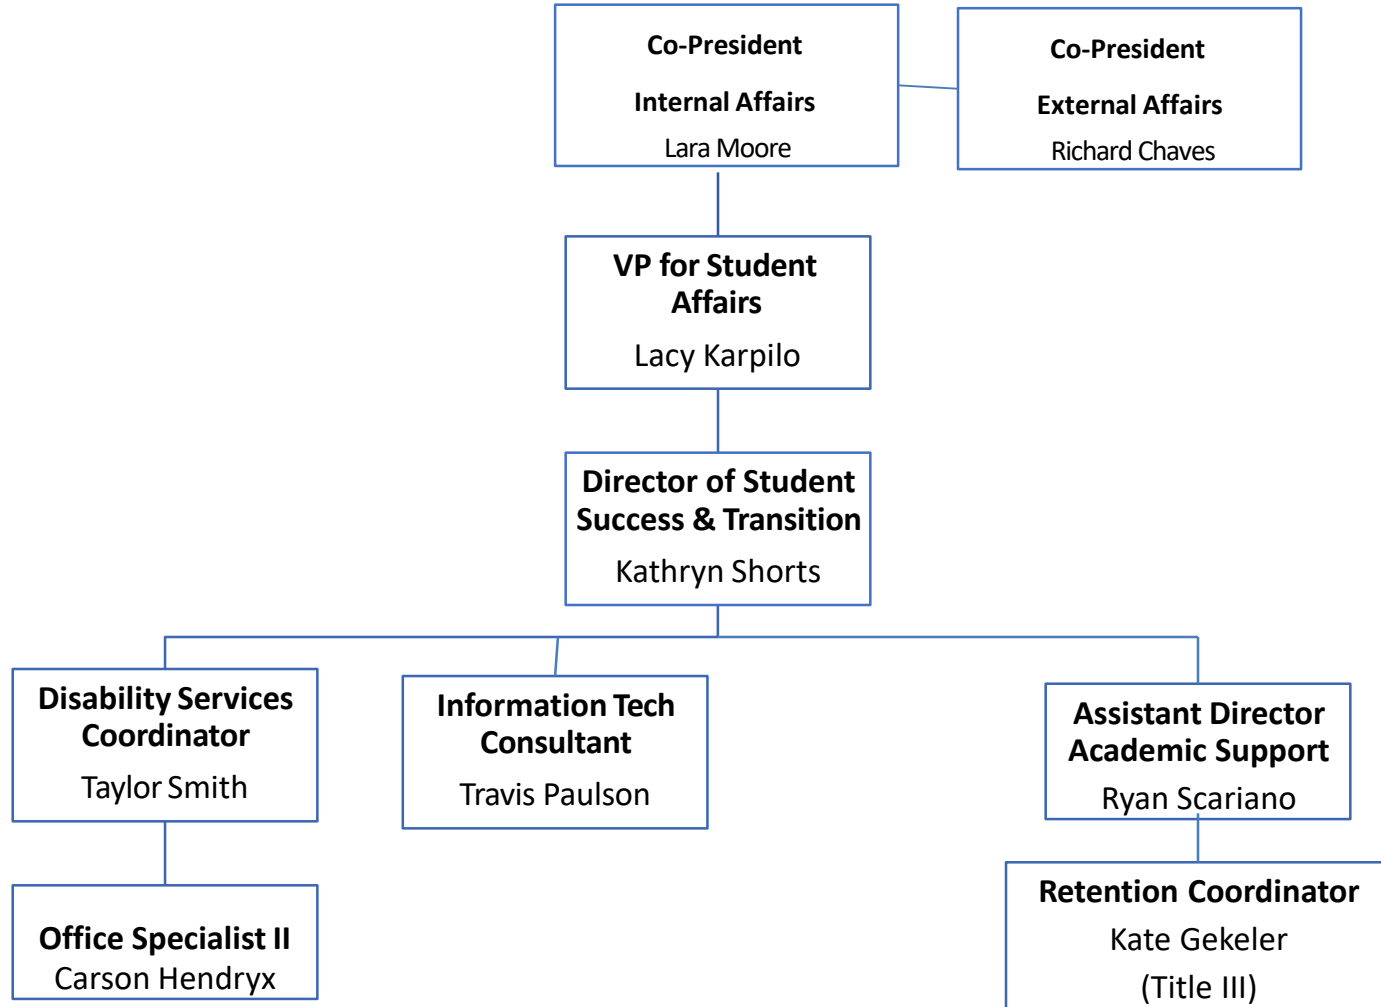 Co-President
Internal Affairs
Lara Moore
Co-President
External Affairs
Richard Chaves
VP for Student
Affairs
Lacy Karpilo
Director of Student
Success & Transition
Kathryn Shorts
Disability Services
Coordinator
Taylor Smith
Information Tech
Consultant
Travis Paulson
Assistant Director
Academic Support
Ryan Scariano
Office Specialist II
Carson Hendryx
Retention Coordinator
Kate Gekeler
(Title III)